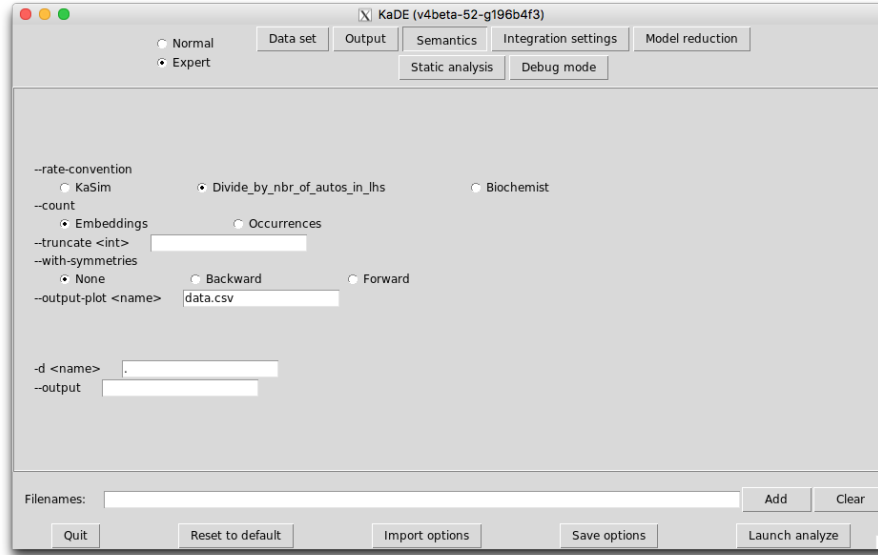 KaDE (v4beta-52-g196b4f3)
Normal
Expert
Data set Output Semantics Integration settings Model reduction
Static analysis Debug mode
--rate-convention
KaSim Divide_by_nbr_of_autos_in_lhs Biochemist
--count
Embeddings Occurrences
--truncate <int>
--with-symmetries
None Backward Forward
--output-plot <name> data.csv
-d <name> .
--output
Filenames: Add Clear
Quit Reset to default Import options Save options Launch analyze